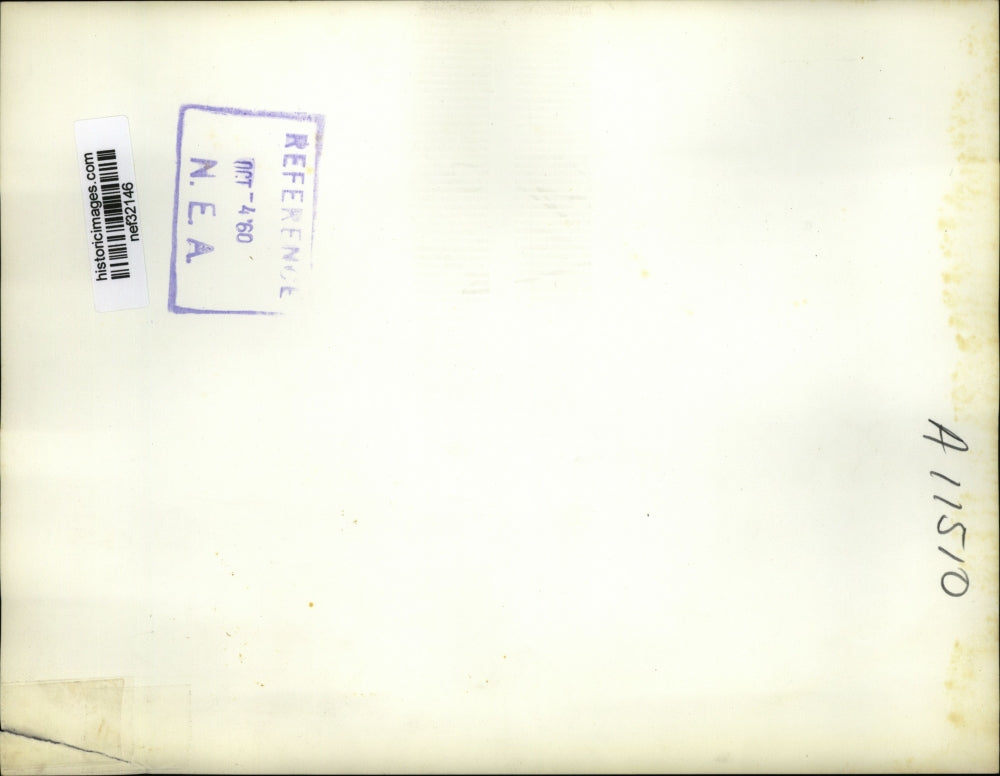 historicimages.com
nef32146
REFERENCE
OCT -4 '60
N. E. A.
A 11510